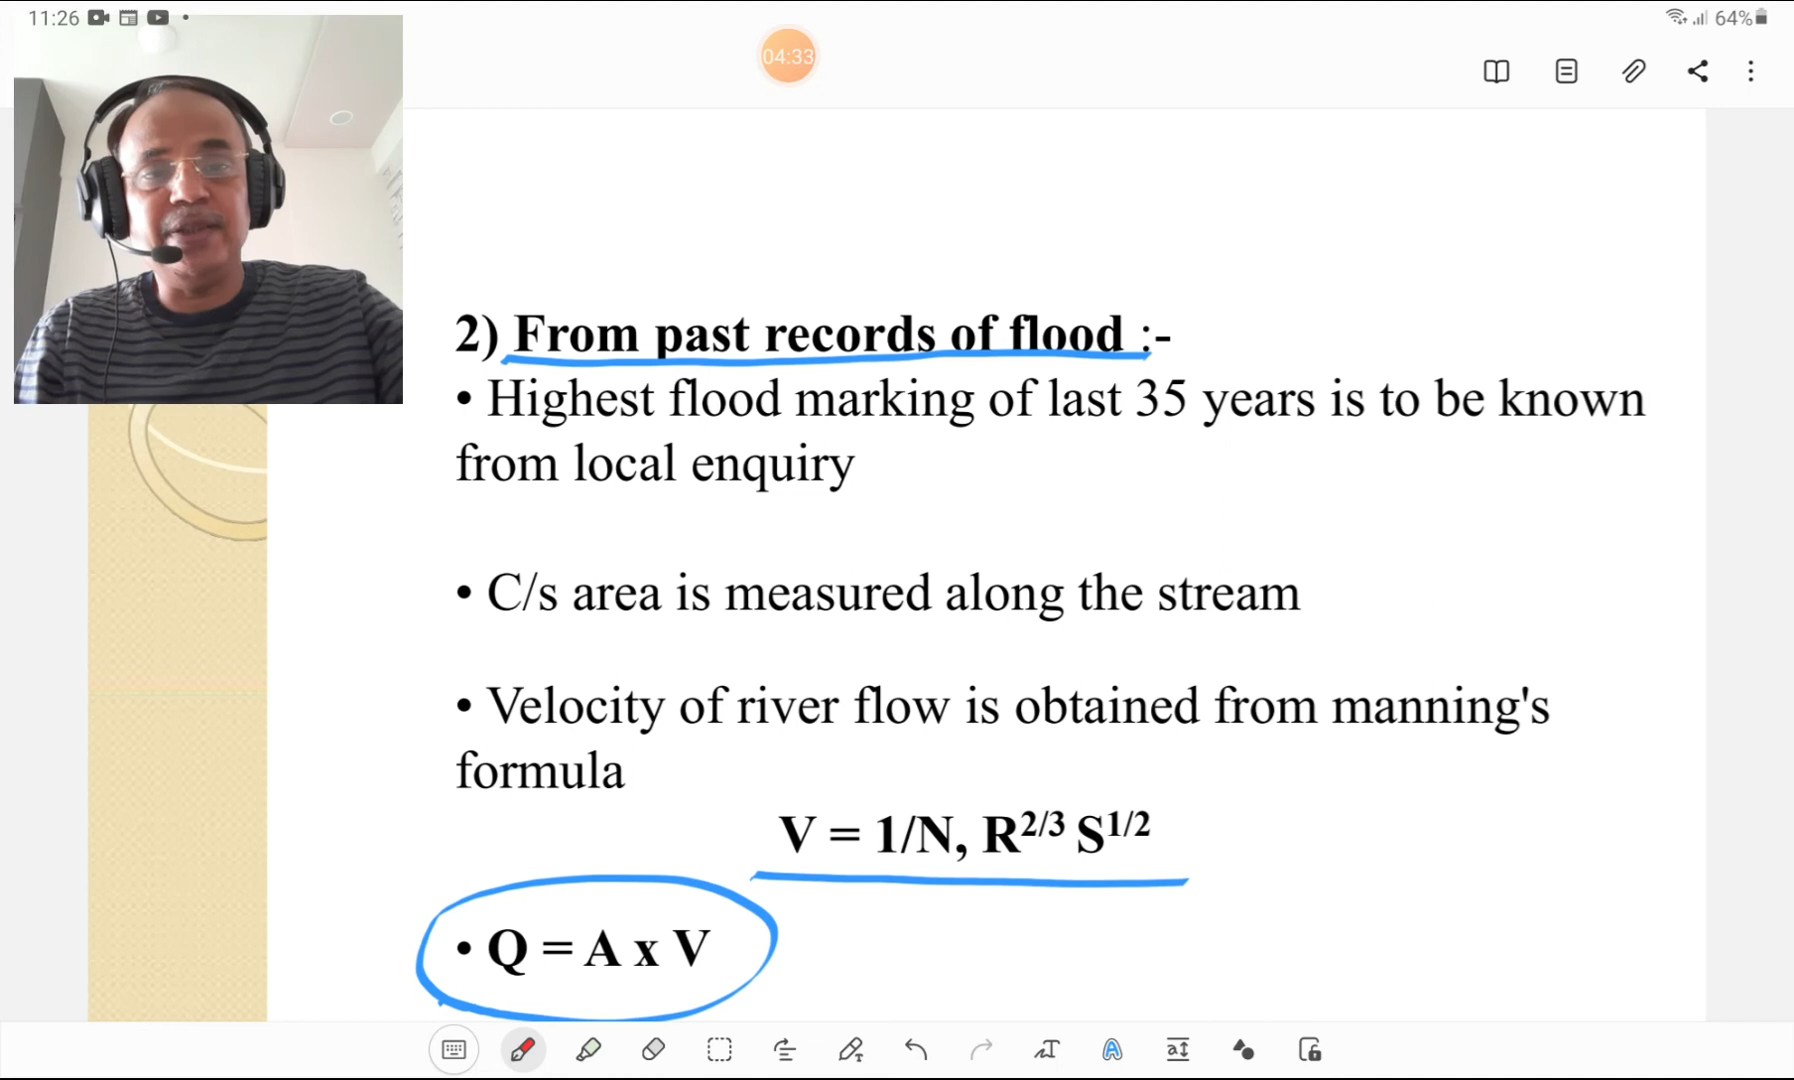 11:26
04:33
64%
2) From past records of flood :-
• Highest flood marking of last 35 years is to be known
from local enquiry
• C/s area is measured along the stream
• Velocity of river flow is obtained from manning's
formula
V = 1/N, R^2/3 S^1/2
• Q = A x V